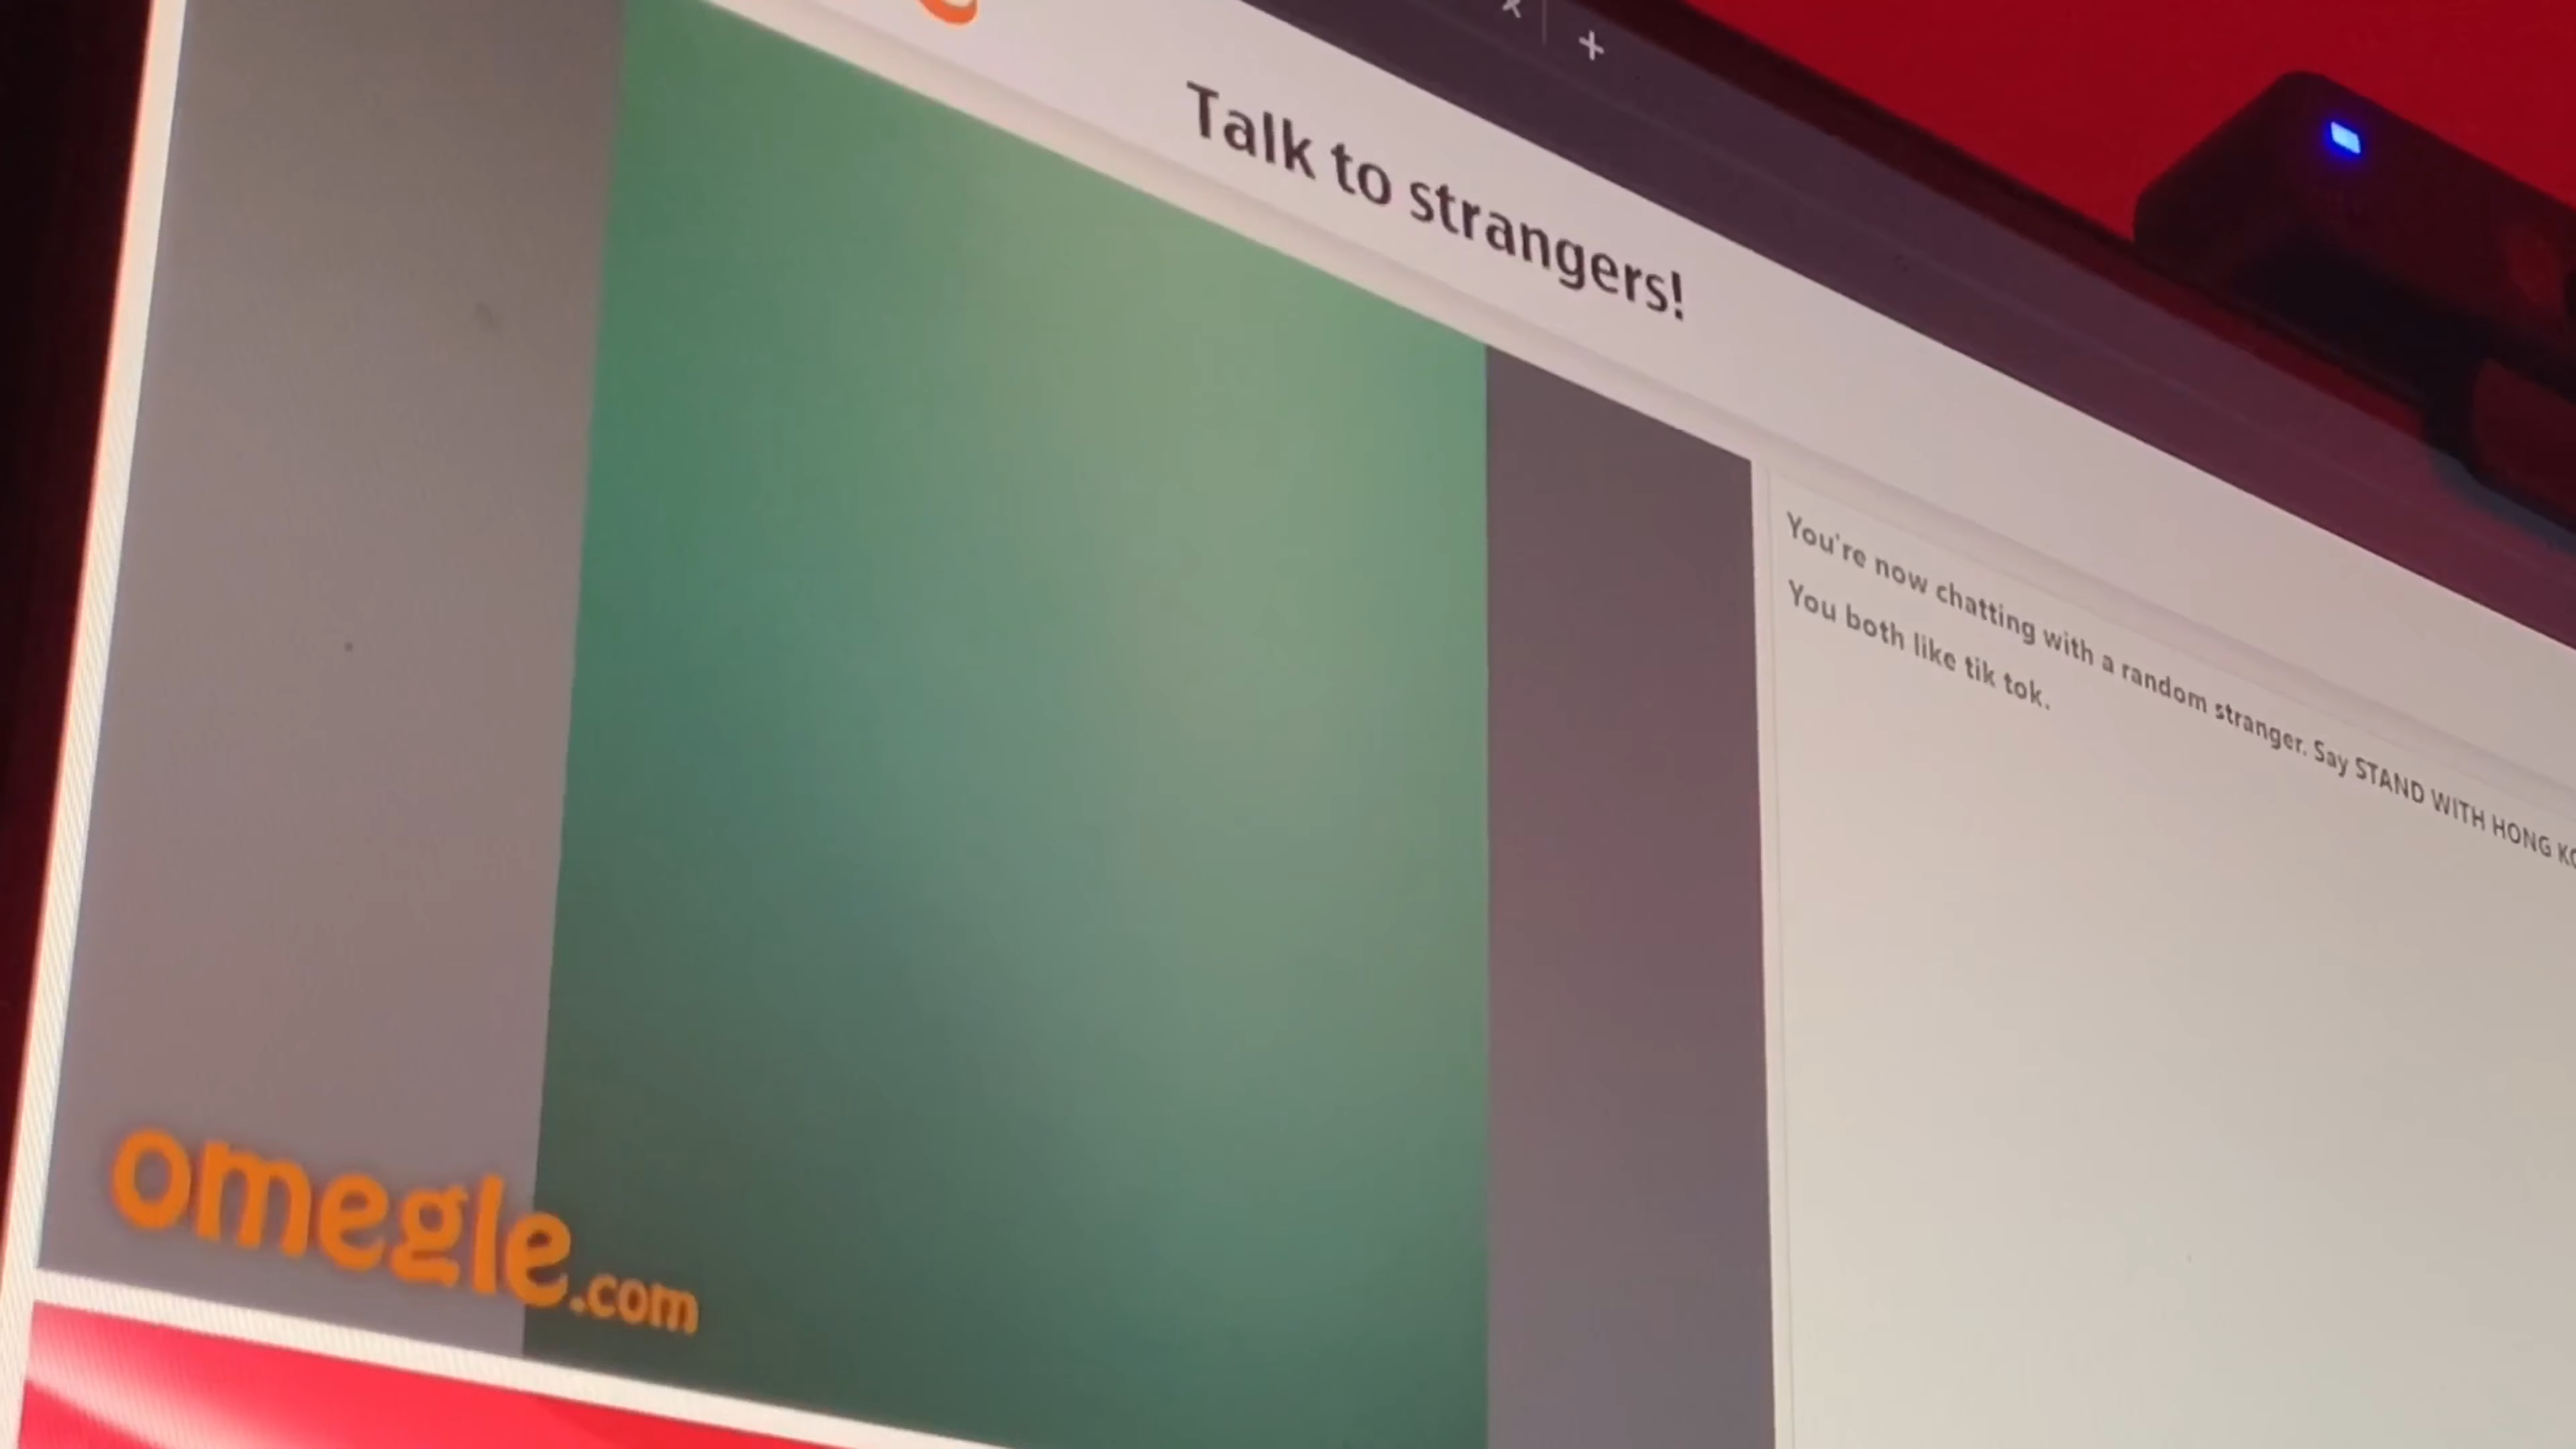 Talk to strangers!
You're now chatting with a random stranger. Say STAND WITH HONG
You both like tik tok.
omegle.com